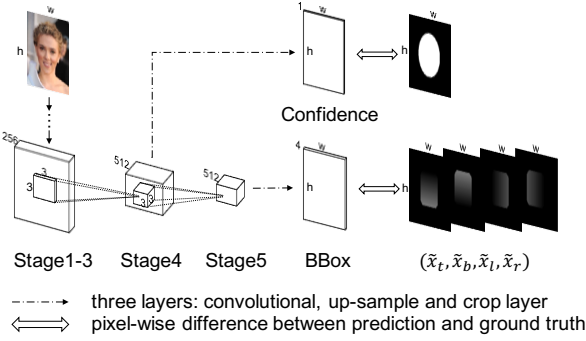 w
h
1
w
h
w
h
Confidence
256
3
3
512
3
3
512
4
w
h
w
w
w
w
h
Stage1-3
Stage4
Stage5
BBox
(x̃t,x̃b,x̃l,x̃r)
three layers: convolutional, up-sample and crop layer
pixel-wise difference between prediction and ground truth